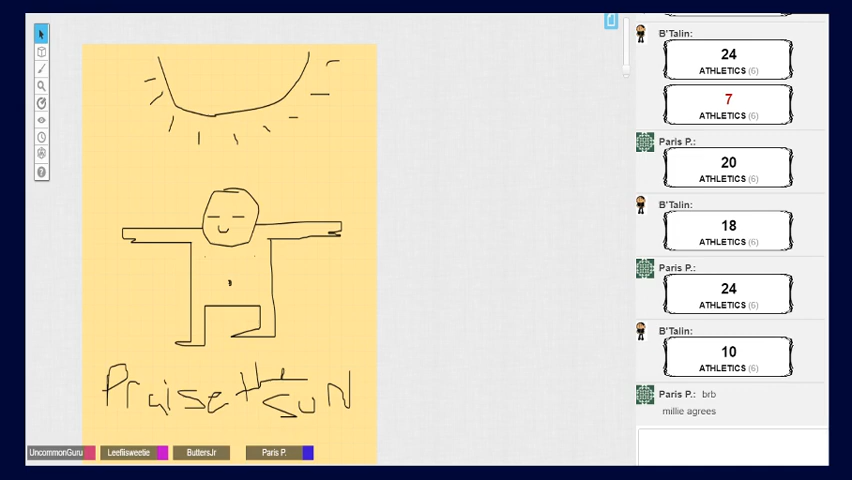 Praise the Sun
UncommonGuru
Leefiisweetie
ButtersJr
Paris P.
B'Talin:
24
ATHLETICS (6)
7
ATHLETICS (6)
Paris P.:
20
ATHLETICS (6)
B'Talin:
18
ATHLETICS (6)
Paris P.:
24
ATHLETICS (6)
B'Talin:
10
ATHLETICS (6)
Paris P.: brb
millie agrees